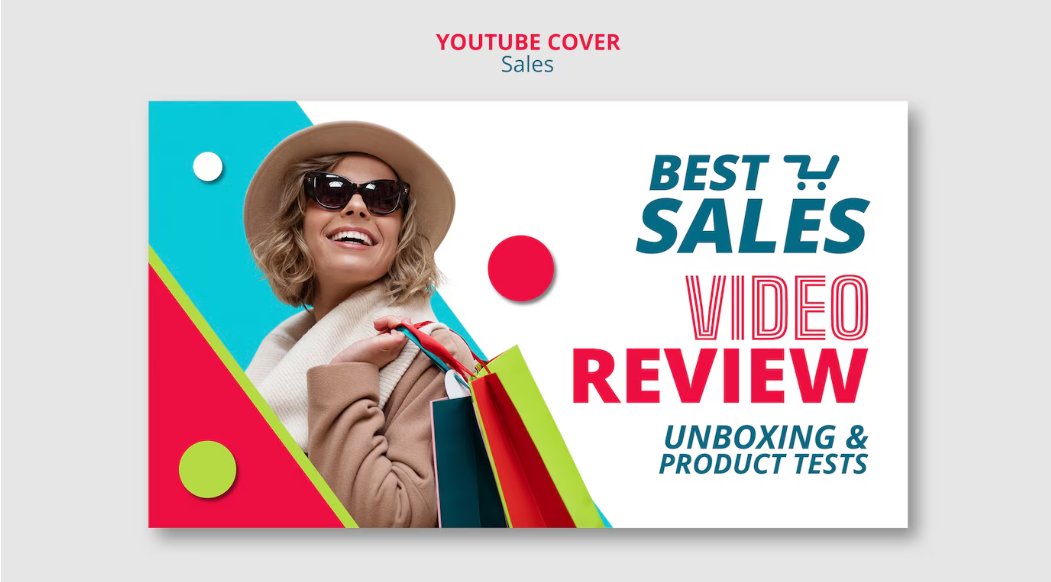 YOUTUBE COVER
Sales
BEST
SALES
VIDEO
REVIEW
UNBOXING &
PRODUCT TESTS